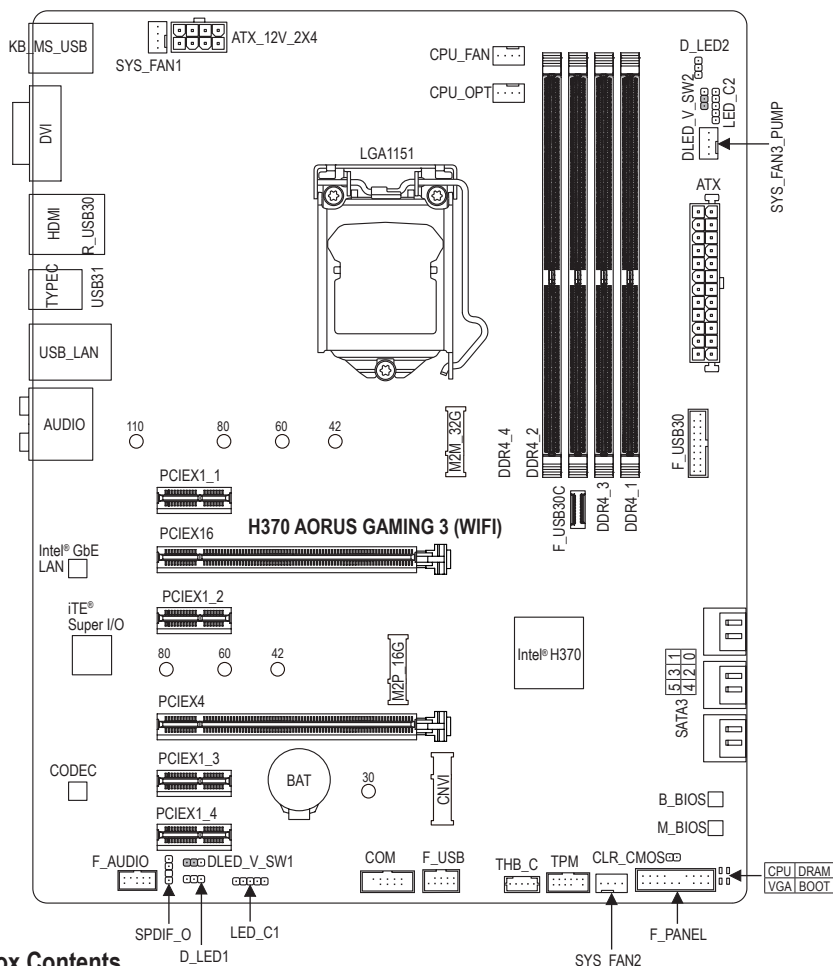 KB_MS_USB
SYS_FAN1
ATX_12V_2X4
CPU_FAN
CPU_OPT
D_LED2
DLED_V_SW2
LED_C2
SYS_FAN3_PUMP
DVI
LGA1151
ATX
HDMI
R_USB30
TYPEC
USB31
USB_LAN
AUDIO
110
80
60
42
M2M_32G
DDR4_4
DDR4_2
F_USB30C
DDR4_3
DDR4_1
F_USB30
PCIEX1_1
H370 AORUS GAMING 3 (WIFI)
PCIEX16
Intel® GbE
LAN
PCIEX1_2
iTE®
Super I/O
80
60
42
M2P_16G
Intel® H370
SATA3
5 3 1
4 2 0
PCIEX4
PCIEX1_3
CODEC
BAT
30
CNVI
B_BIOS
M_BIOS
PCIEX1_4
F_AUDIO
DLED_V_SW1
COM
F_USB
THB_C
TPM
CLR_CMOS
CPU DRAM
VGA BOOT
SPDIF_O
D_LED1
LED_C1
SYS_FAN2
F_PANEL
ox Contents